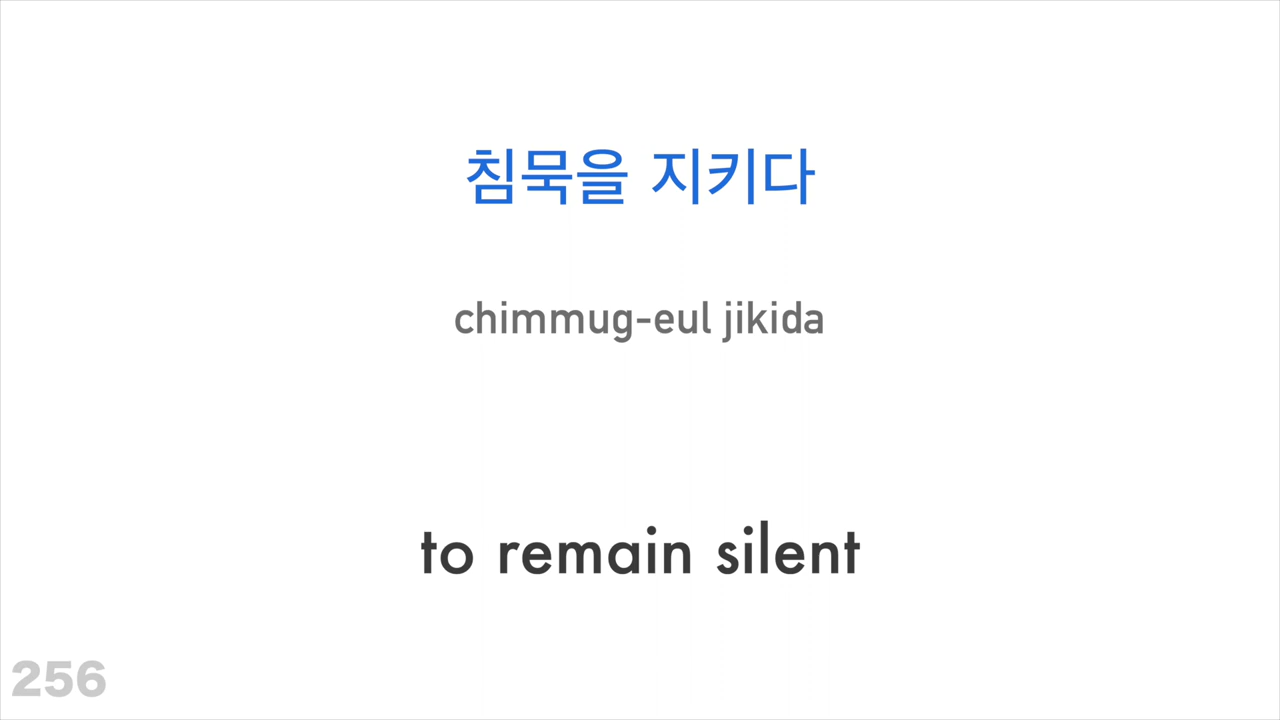 침묵을 지키다
chimmug-eul jikida
to remain silent
256